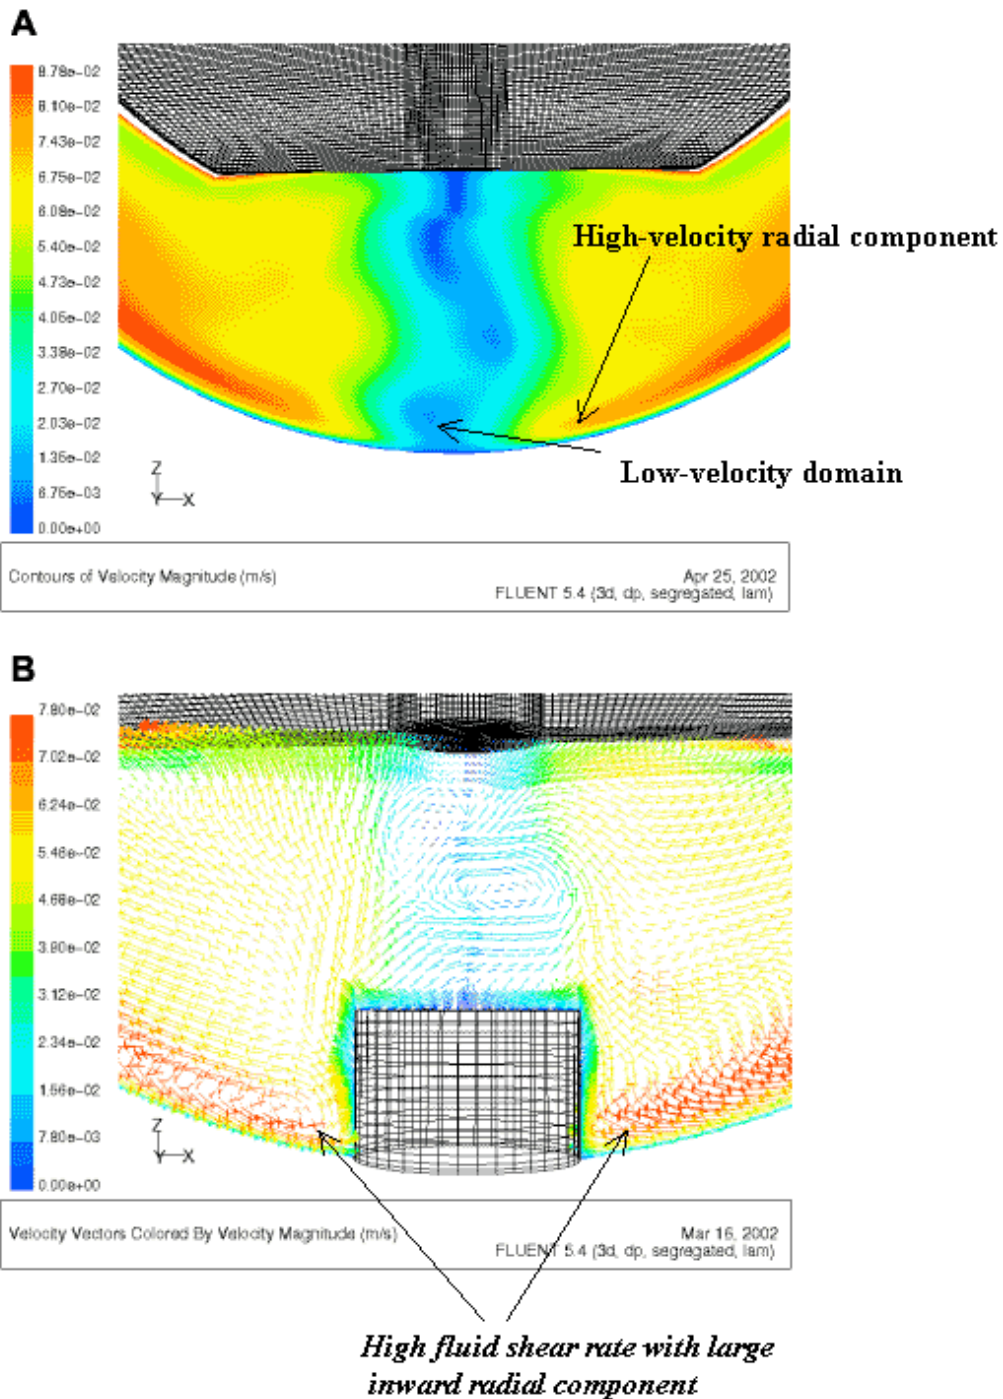 A
8.78e-02
8.10e-02
7.43e-02
6.75e-02
6.08e-02
5.40e-02
4.73e-02
4.05e-02
3.38e-02
2.70e-02
2.03e-02
1.35e-02
6.75e-03
0.00e+00
High-velocity radial component
Low-velocity domain
Z
Y X
Contours of Velocity Magnitude (m/s)
Apr 25, 2002
FLUENT 5.4 (3d, dp, segregated, lam)
B
7.80e-02
7.02e-02
6.24e-02
5.46e-02
4.68e-02
3.90e-02
3.12e-02
2.34e-02
1.56e-02
7.80e-03
0.00e+00
Z
Y X
Velocity Vectors Colored By Velocity Magnitude (m/s)
Mar 16, 2002
FLUENT 5.4 (3d, dp, segregated, lam)
High fluid shear rate with large
inward radial component